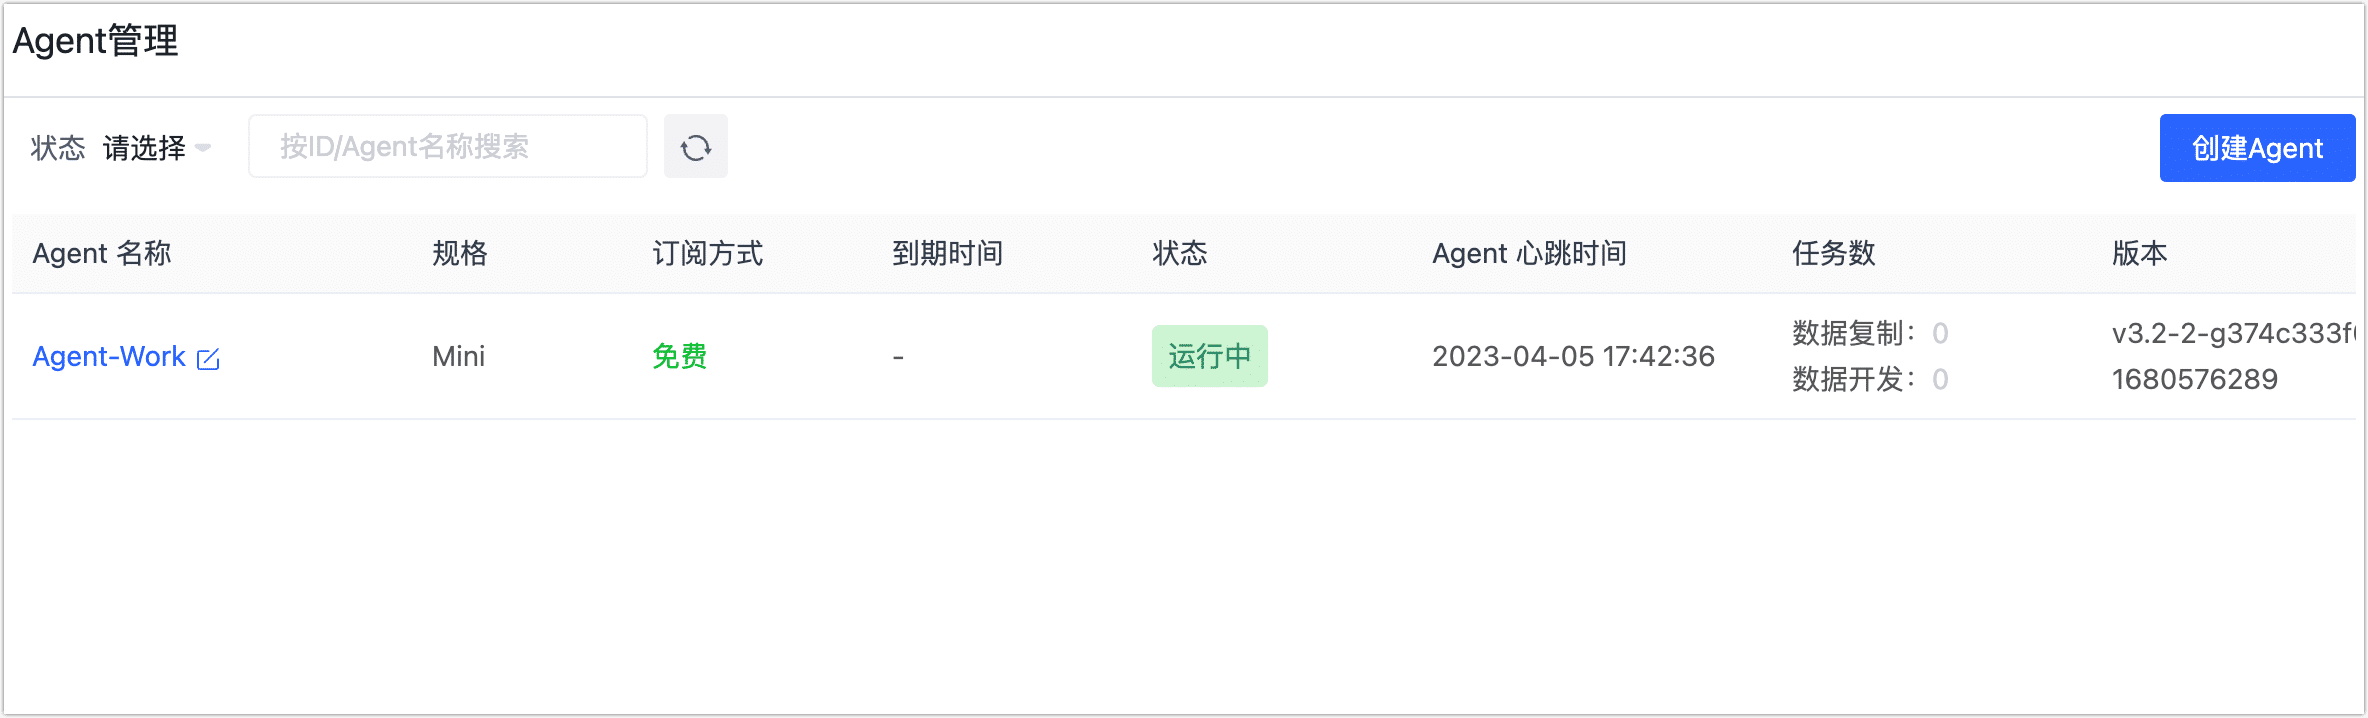 Agent管理
状态 请选择 按ID/Agent名称搜索 创建Agent
Agent 名称 规格 订阅方式 到期时间 状态 Agent 心跳时间 任务数 版本
Agent-Work Mini 免费 - 运行中 2023-04-05 17:42:36
数据复制：0 v3.2-2-g374c333f
数据开发：0 1680576289